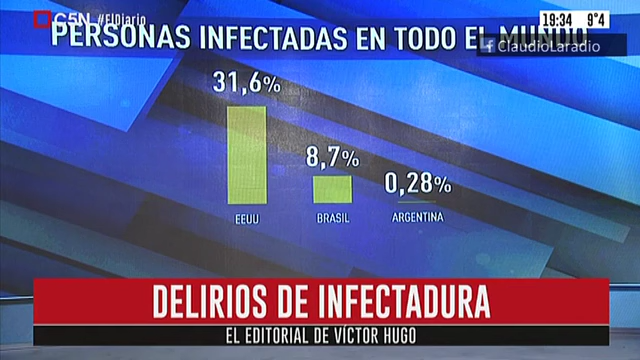 C5N #ElDiario
19:34 9°4
PERSONAS INFECTADAS EN TODO EL MUNDO
ClaudioLaradio
31,6%
8,7%
0,28%
EEUU
BRASIL
ARGENTINA
DELIRIOS DE INFECTADURA
EL EDITORIAL DE VÍCTOR HUGO